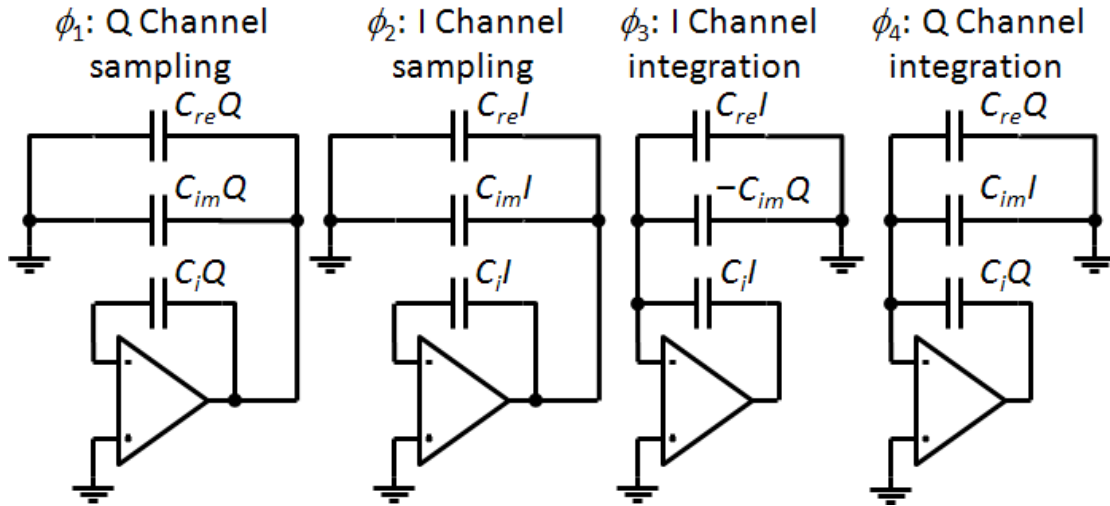 ϕ1: Q Channel
sampling
CreQ
CimQ
CiQ
ϕ2: I Channel
sampling
CreI
CimI
CiI
ϕ3: I Channel
integration
CreI
−CimQ
CiI
ϕ4: Q Channel
integration
CreQ
CimI
CiQ